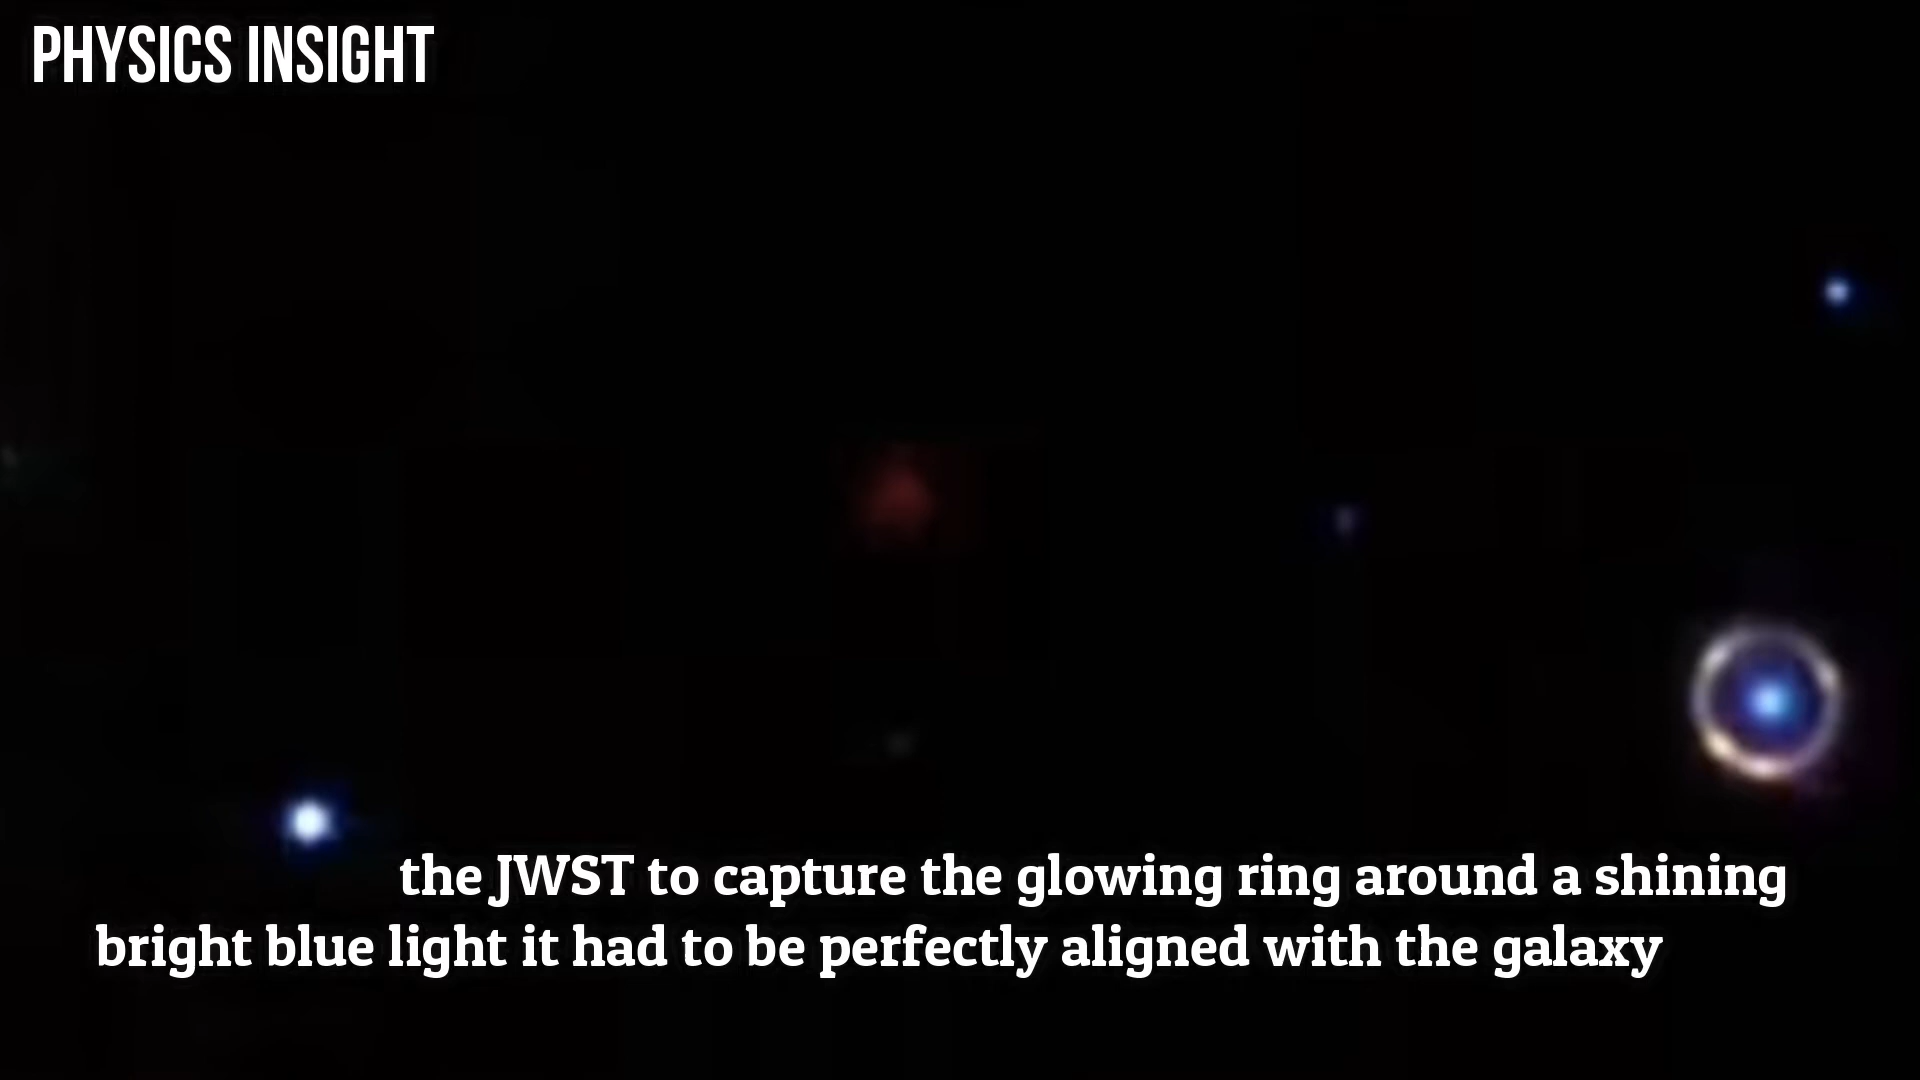 PHYSICS INSIGHT
the JWST to capture the glowing ring around a shining
bright blue light it had to be perfectly aligned with the galaxy